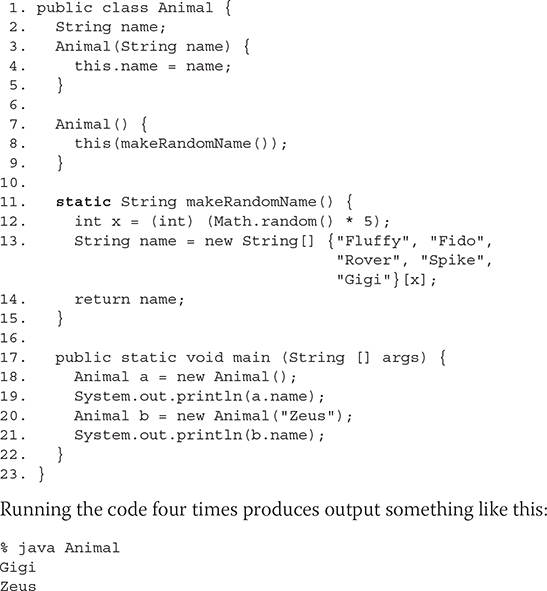 1. public class Animal {
2.   String name;
3.   Animal(String name) {
4.     this.name = name;
5.   }
6.
7.   Animal() {
8.     this(makeRandomName());
9.   }
10.
11.   static String makeRandomName() {
12.     int x = (int) (Math.random() * 5);
13.     String name = new String[] {"Fluffy", "Fido",
                                "Rover", "Spike",
                                "Gigi"}[x];
14.     return name;
15.   }
16.
17.   public static void main (String [] args) {
18.     Animal a = new Animal();
19.     System.out.println(a.name);
20.     Animal b = new Animal("Zeus");
21.     System.out.println(b.name);
22.   }
23. }
Running the code four times produces output something like this:
% java Animal
Gigi
Zeus